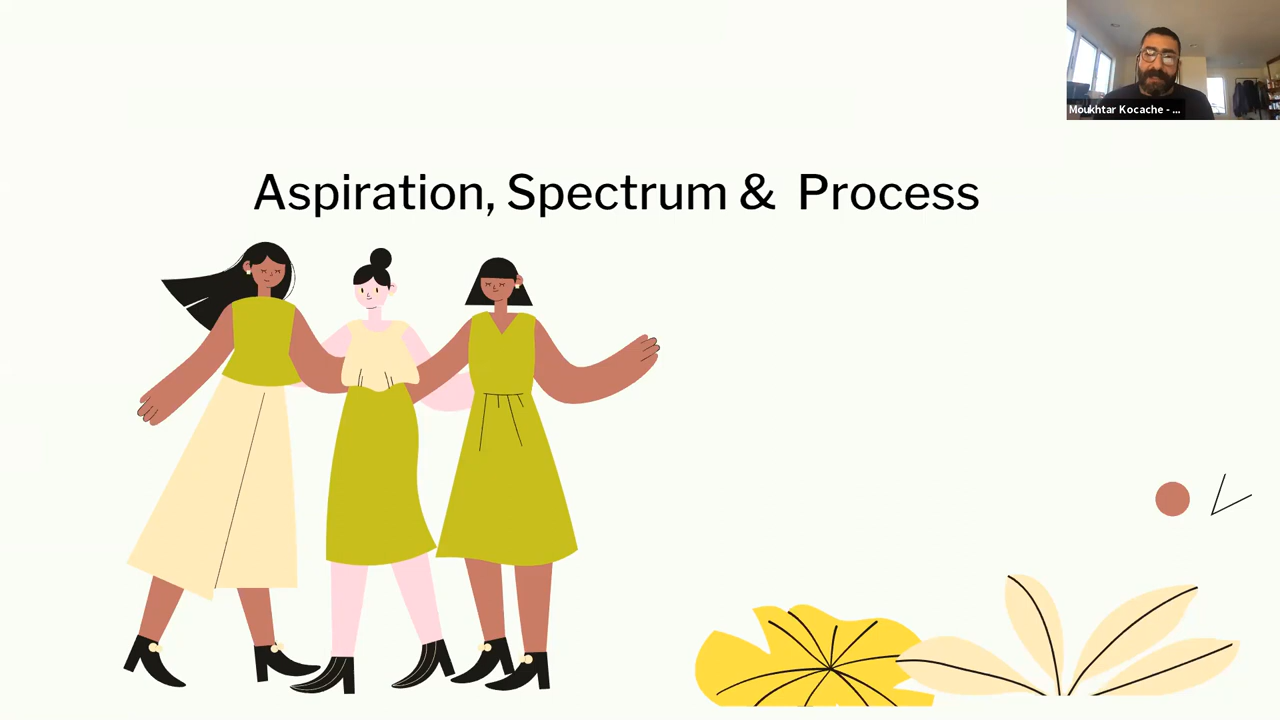 Moukhtar Kocache - ...
Aspiration, Spectrum & Process